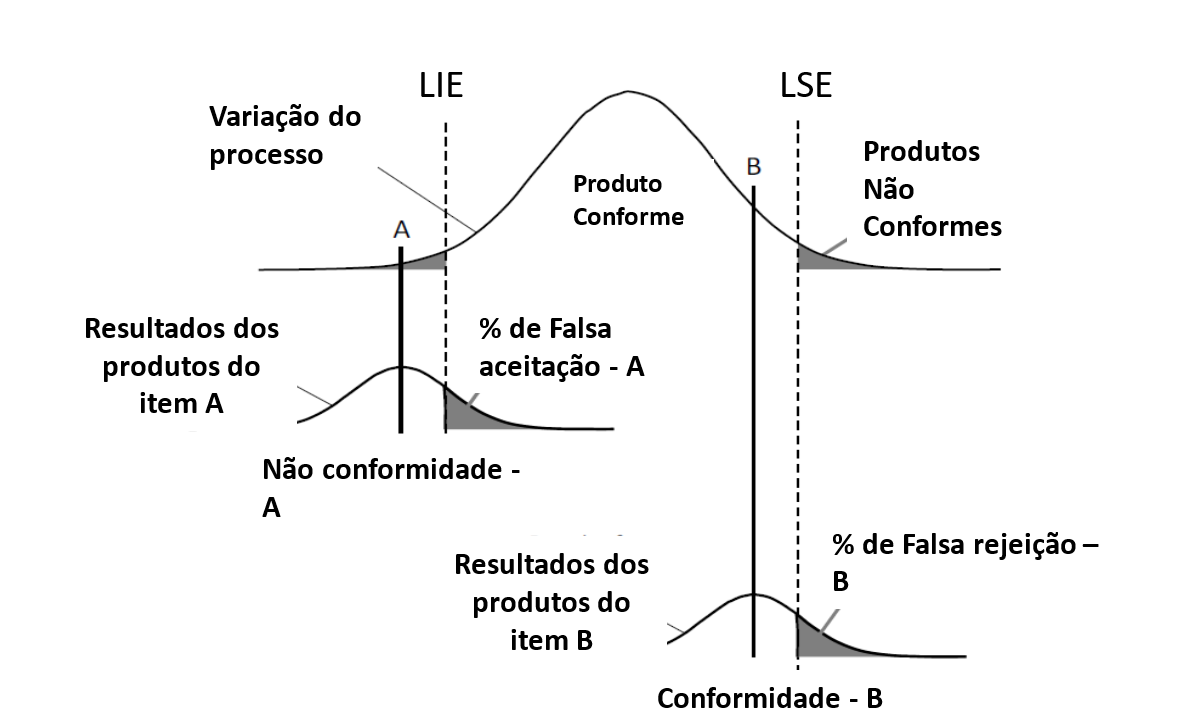 LIE
LSE
Variação do
processo
Produtos
Não
Conformes
B
Produto
Conforme
A
Resultados dos
produtos do
item A
% de Falsa
aceitação - A
Não conformidade -
A
% de Falsa rejeição –
B
Resultados dos
produtos do
item B
Conformidade - B